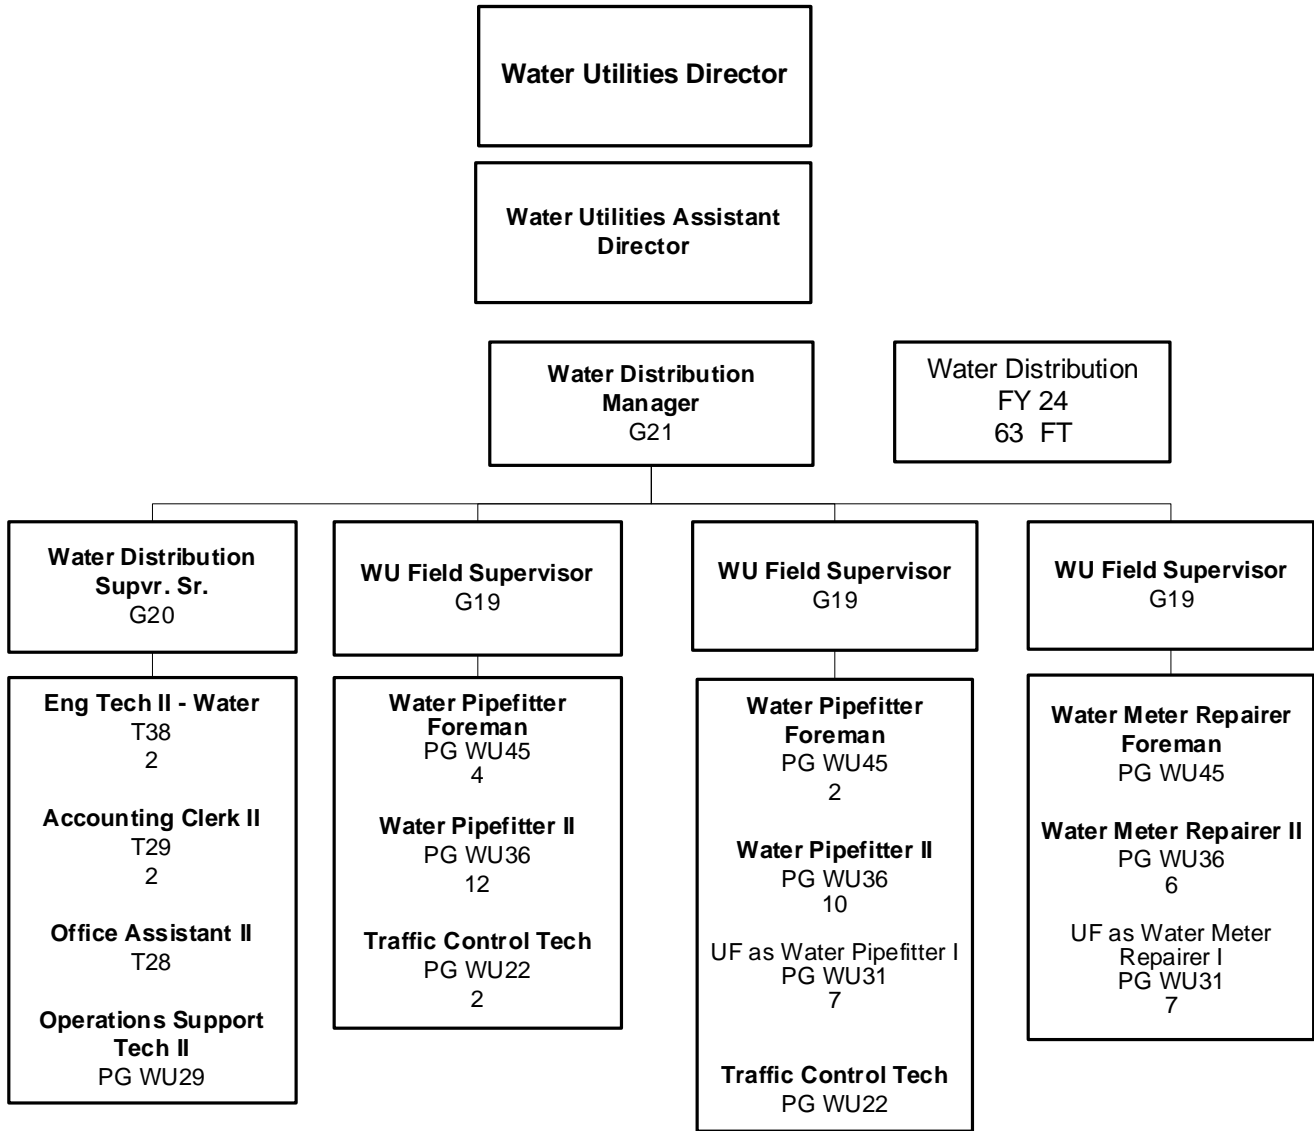 Water Utilities Director
Water Utilities Assistant
Director
Water Distribution
Manager
G21
Water Distribution
FY 24
63 FT
Water Distribution
Supvr. Sr.
G20
WU Field Supervisor
G19
WU Field Supervisor
G19
WU Field Supervisor
G19
Eng Tech II - Water
T38
2
Accounting Clerk II
T29
2
Office Assistant II
T28
Operations Support
Tech II
PG WU29
Water Pipefitter
Foreman
PG WU45
4
Water Pipefitter II
PG WU36
12
Traffic Control Tech
PG WU22
2
Water Pipefitter
Foreman
PG WU45
2
Water Pipefitter II
PG WU36
10
UF as Water Pipefitter I
PG WU31
7
Traffic Control Tech
PG WU22
Water Meter Repairer
Foreman
PG WU45
Water Meter Repairer II
PG WU36
6
UF as Water Meter
Repairer I
PG WU31
7